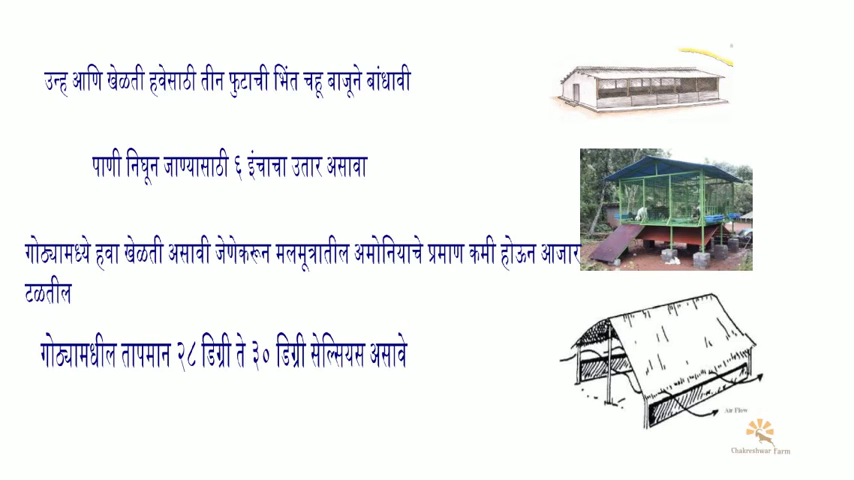 उन्ह आणि खेळती हवेसाठी तीन फुटाची भिंत चहू बाजूने बांधावी
पाणी निघून जाण्यासाठी ६ इंचाचा उतार असावा
गोठ्यामध्ये हवा खेळती असावी जेणेकरून मलमूत्रातील अमोनियाचे प्रमाण कमी होऊन आजार
टळतील
गोठ्यामधील तापमान २८ डिग्री ते ३० डिग्री सेल्सियस असावे
Air Flow
Chakreshwar Farm